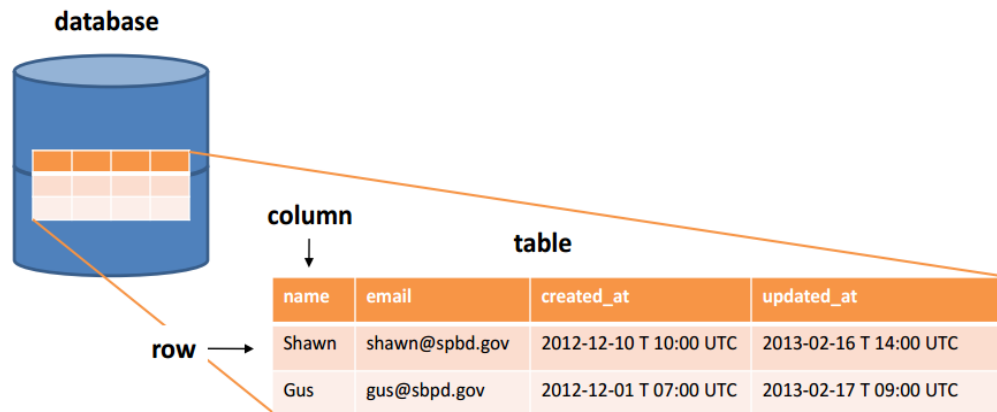 database
column
table
name email created_at updated_at
row
Shawn shawn@spbd.gov 2012-12-10 T 10:00 UTC 2013-02-16 T 14:00 UTC
Gus gus@sbpd.gov 2012-12-01 T 07:00 UTC 2013-02-17 T 09:00 UTC